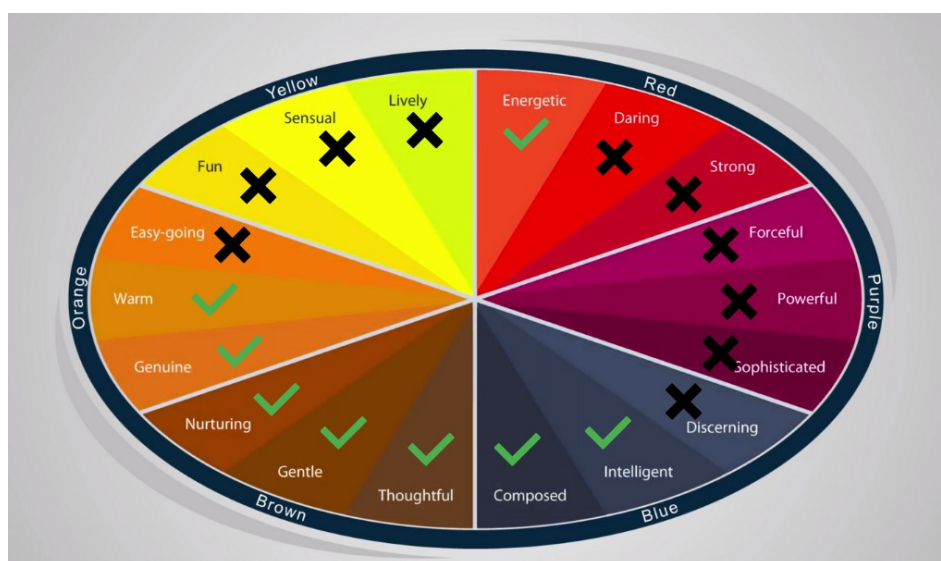 Yellow
Red
Lively
Energetic
Sensual
Daring
Fun
Strong
Easy-going
Forceful
Orange
Warm
Powerful
Purple
Genuine
Sophisticated
Nurturing
Discerning
Gentle
Intelligent
Thoughtful
Composed
Brown
Blue